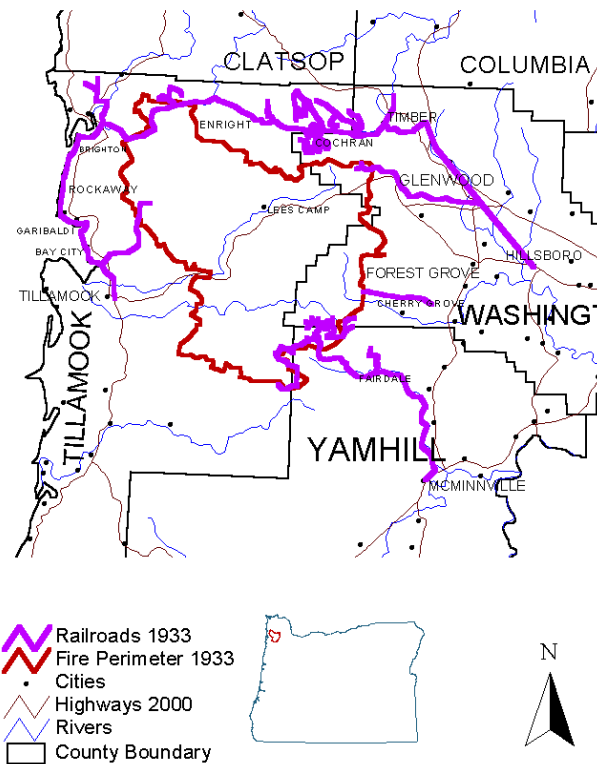 CLATSOP
COLUMBIA
ENRIGHT
TIMBER
COCHRAN
BRIGHTON
ROCKAWAY
GLENWOOD
LEES CAMP
GARIBALDI
BAY CITY
HILLSBORO
FOREST GROVE
TILLAMOOK
CHERRY GROVE
WASHINGT
TILLAMOOK
FAIRDALE
YAMHILL
MCMINNVILLE
Railroads 1933
Fire Perimeter 1933
Cities
Highways 2000
Rivers
County Boundary
N